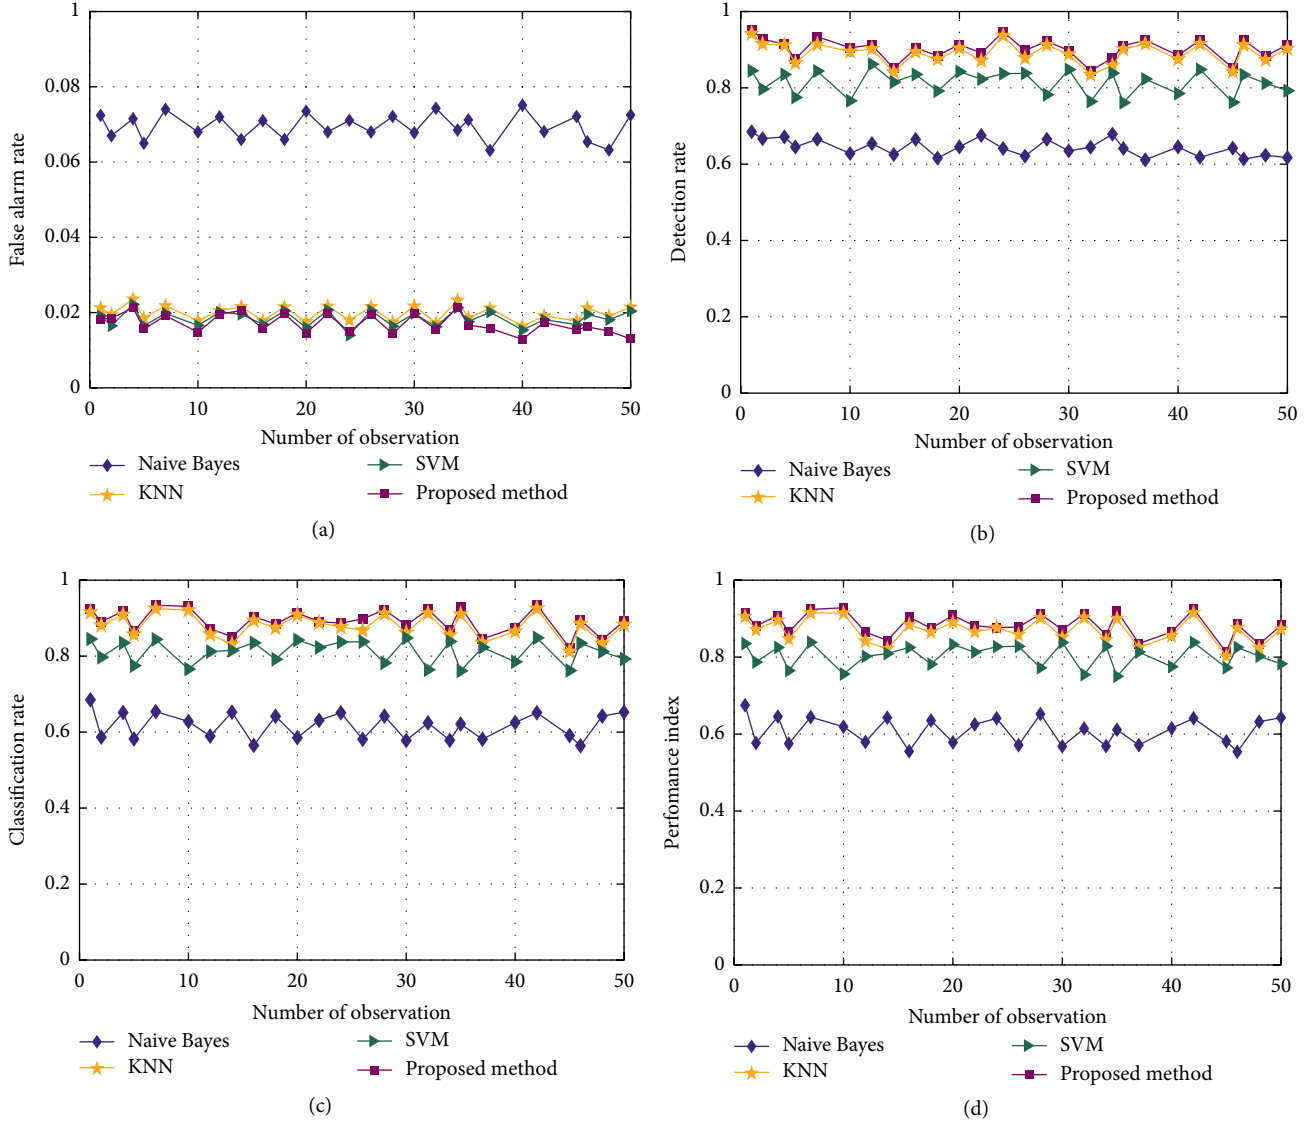 1
0.08
0.06
0.04
0.02
0
False alarm rate
0 10 20 30 40 50
Number of observation
Naive Bayes
KNN
SVM
Proposed method
(a)
1
0.8
0.6
0.4
0.2
0
Detection rate
0 10 20 30 40 50
Number of observation
Naive Bayes
KNN
SVM
Proposed method
(b)
1
0.8
0.6
0.4
0.2
0
Classification rate
0 10 20 30 40 50
Number of observation
Naive Bayes
KNN
SVM
Proposed method
(c)
1
0.8
0.6
0.4
0.2
0
Perfomance index
0 10 20 30 40 50
Number of observation
Naive Bayes
KNN
SVM
Proposed method
(d)